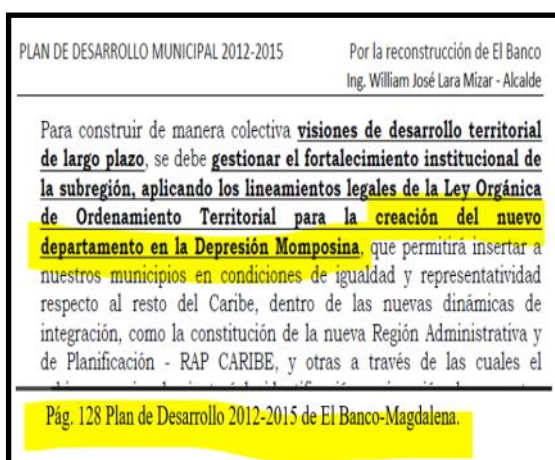 PLAN DE DESARROLLO MUNICIPAL 2012-2015
Por la reconstrucción de El Banco
Ing. William José Lara Mizar - Alcalde
Para construir de manera colectiva visiones de desarrollo territorial
de largo plazo, se debe gestionar el fortalecimiento institucional de
la subregión, aplicando los lineamientos legales de la Ley Orgánica
de Ordenamiento Territorial para la creación del nuevo
departamento en la Depresión Momposina, que permitirá insertar a
nuestros municipios en condiciones de igualdad y representatividad
respecto al resto del Caribe, dentro de las nuevas dinámicas de
integración, como la constitución de la nueva Región Administrativa y
de Planificación - RAP CARIBE, y otras a través de las cuales el
Pág. 128 Plan de Desarrollo 2012-2015 de El Banco-Magdalena.